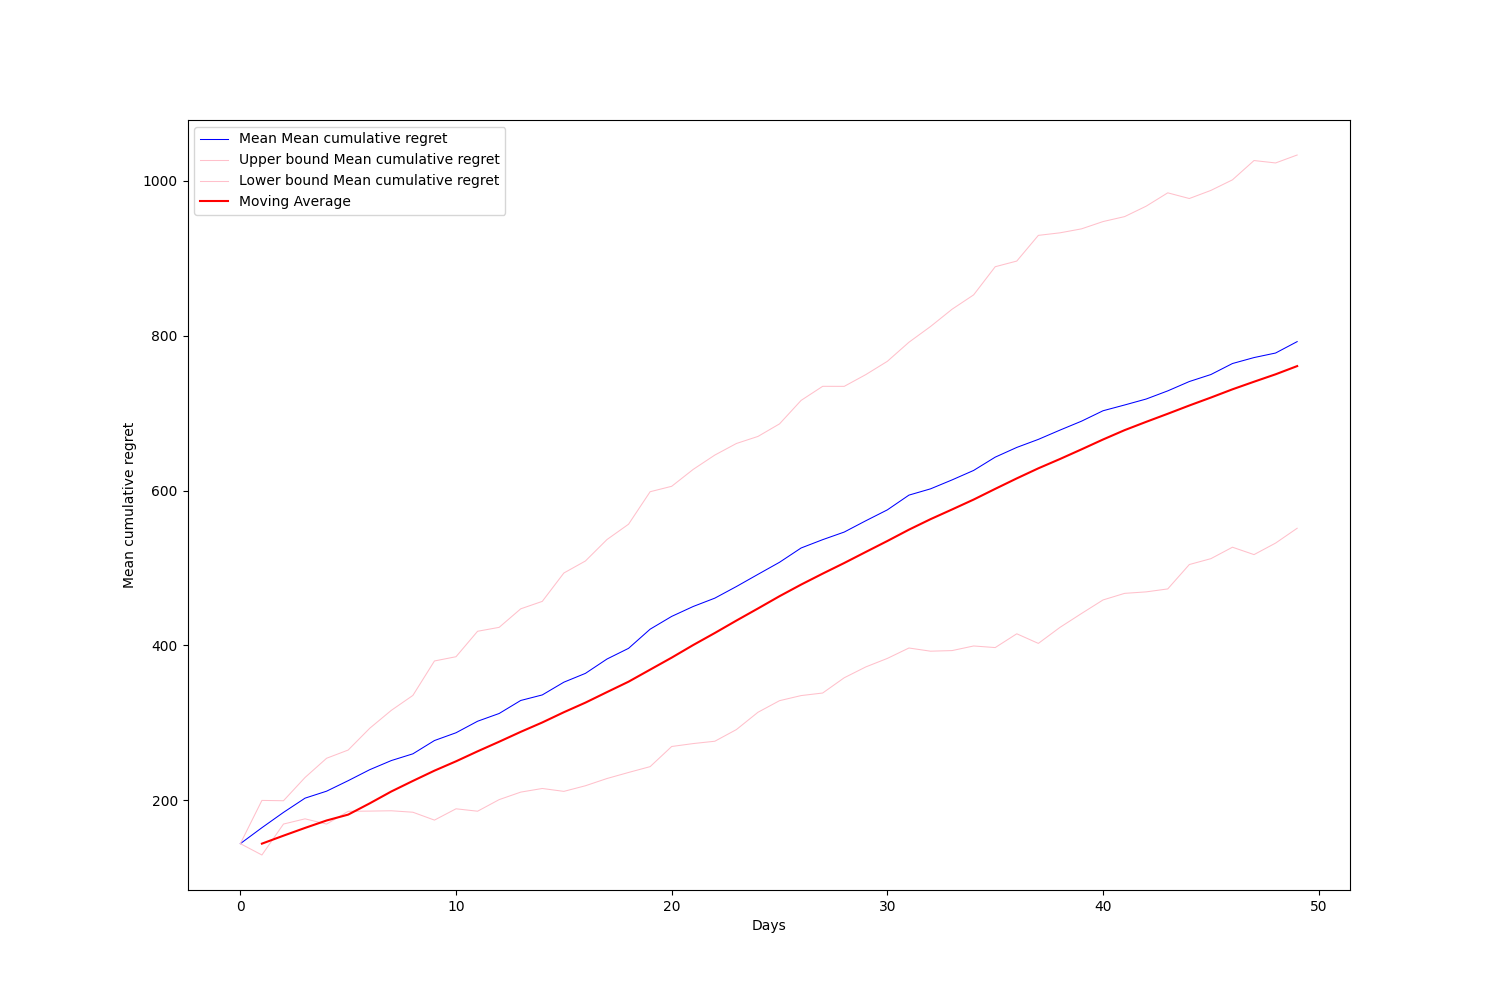 Mean Mean cumulative regret
Upper bound Mean cumulative regret
Lower bound Mean cumulative regret
Moving Average
1000
800
600
400
200
Mean cumulative regret
0 10 20 30 40 50
Days